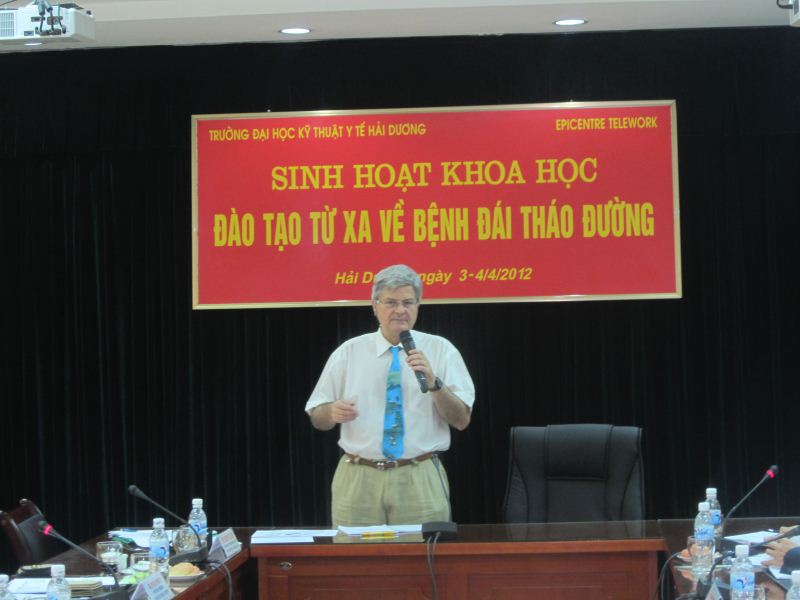 TRƯỜNG ĐẠI HỌC KỸ THUẬT Y TẾ HẢI DƯƠNG
EPICENTRE TELEWORK
SINH HOẠT KHOA HỌC
ĐÀO TẠO TỪ XA VỀ BỆNH ĐÁI THÁO ĐƯỜNG
Hải ngày 3-4/4/2012